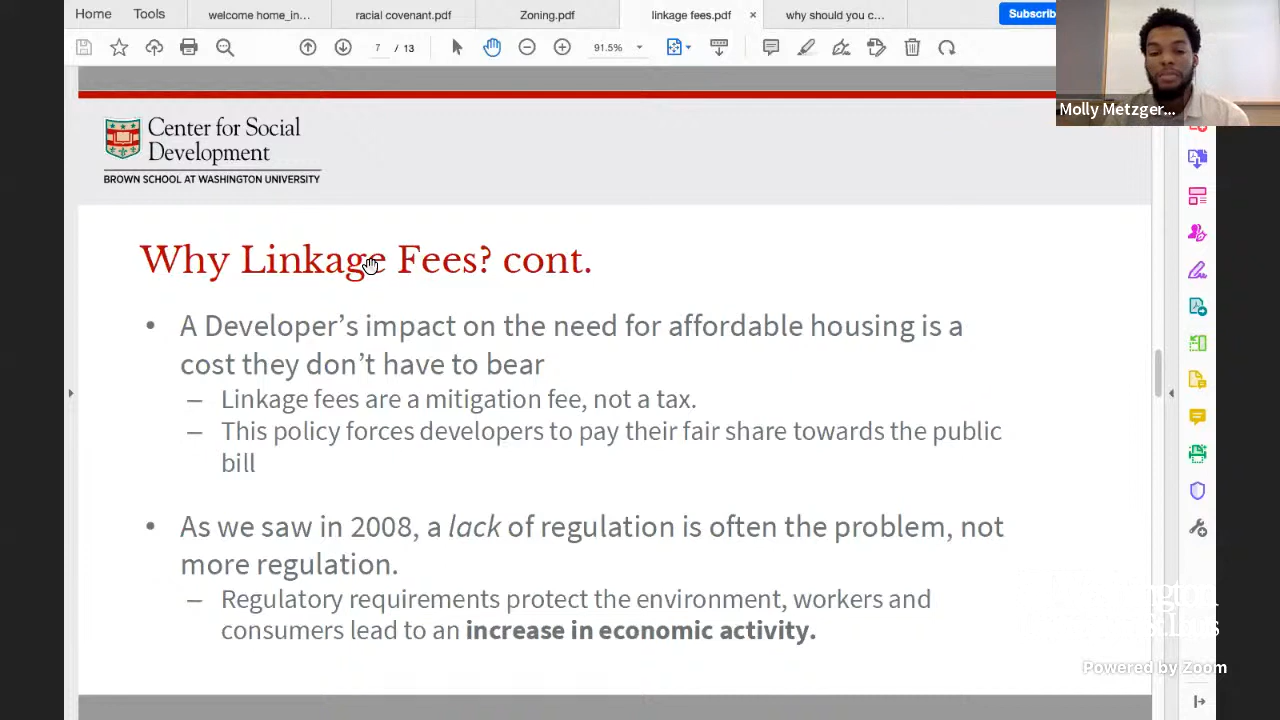 Home Tools welcome home_in... racial covenant.pdf Zoning.pdf linkage fees.pdf × why should you c... Subscrib
7 / 13 91.5%
Molly Metzger...
Center for Social
Development
BROWN SCHOOL AT WASHINGTON UNIVERSITY
Why Linkage Fees? cont.
• A Developer's impact on the need for affordable housing is a
cost they don't have to bear
– Linkage fees are a mitigation fee, not a tax.
– This policy forces developers to pay their fair share towards the public
bill
• As we saw in 2008, a lack of regulation is often the problem, not
more regulation.
– Regulatory requirements protect the environment, workers and
consumers lead to an increase in economic activity.
Powered by Zoom